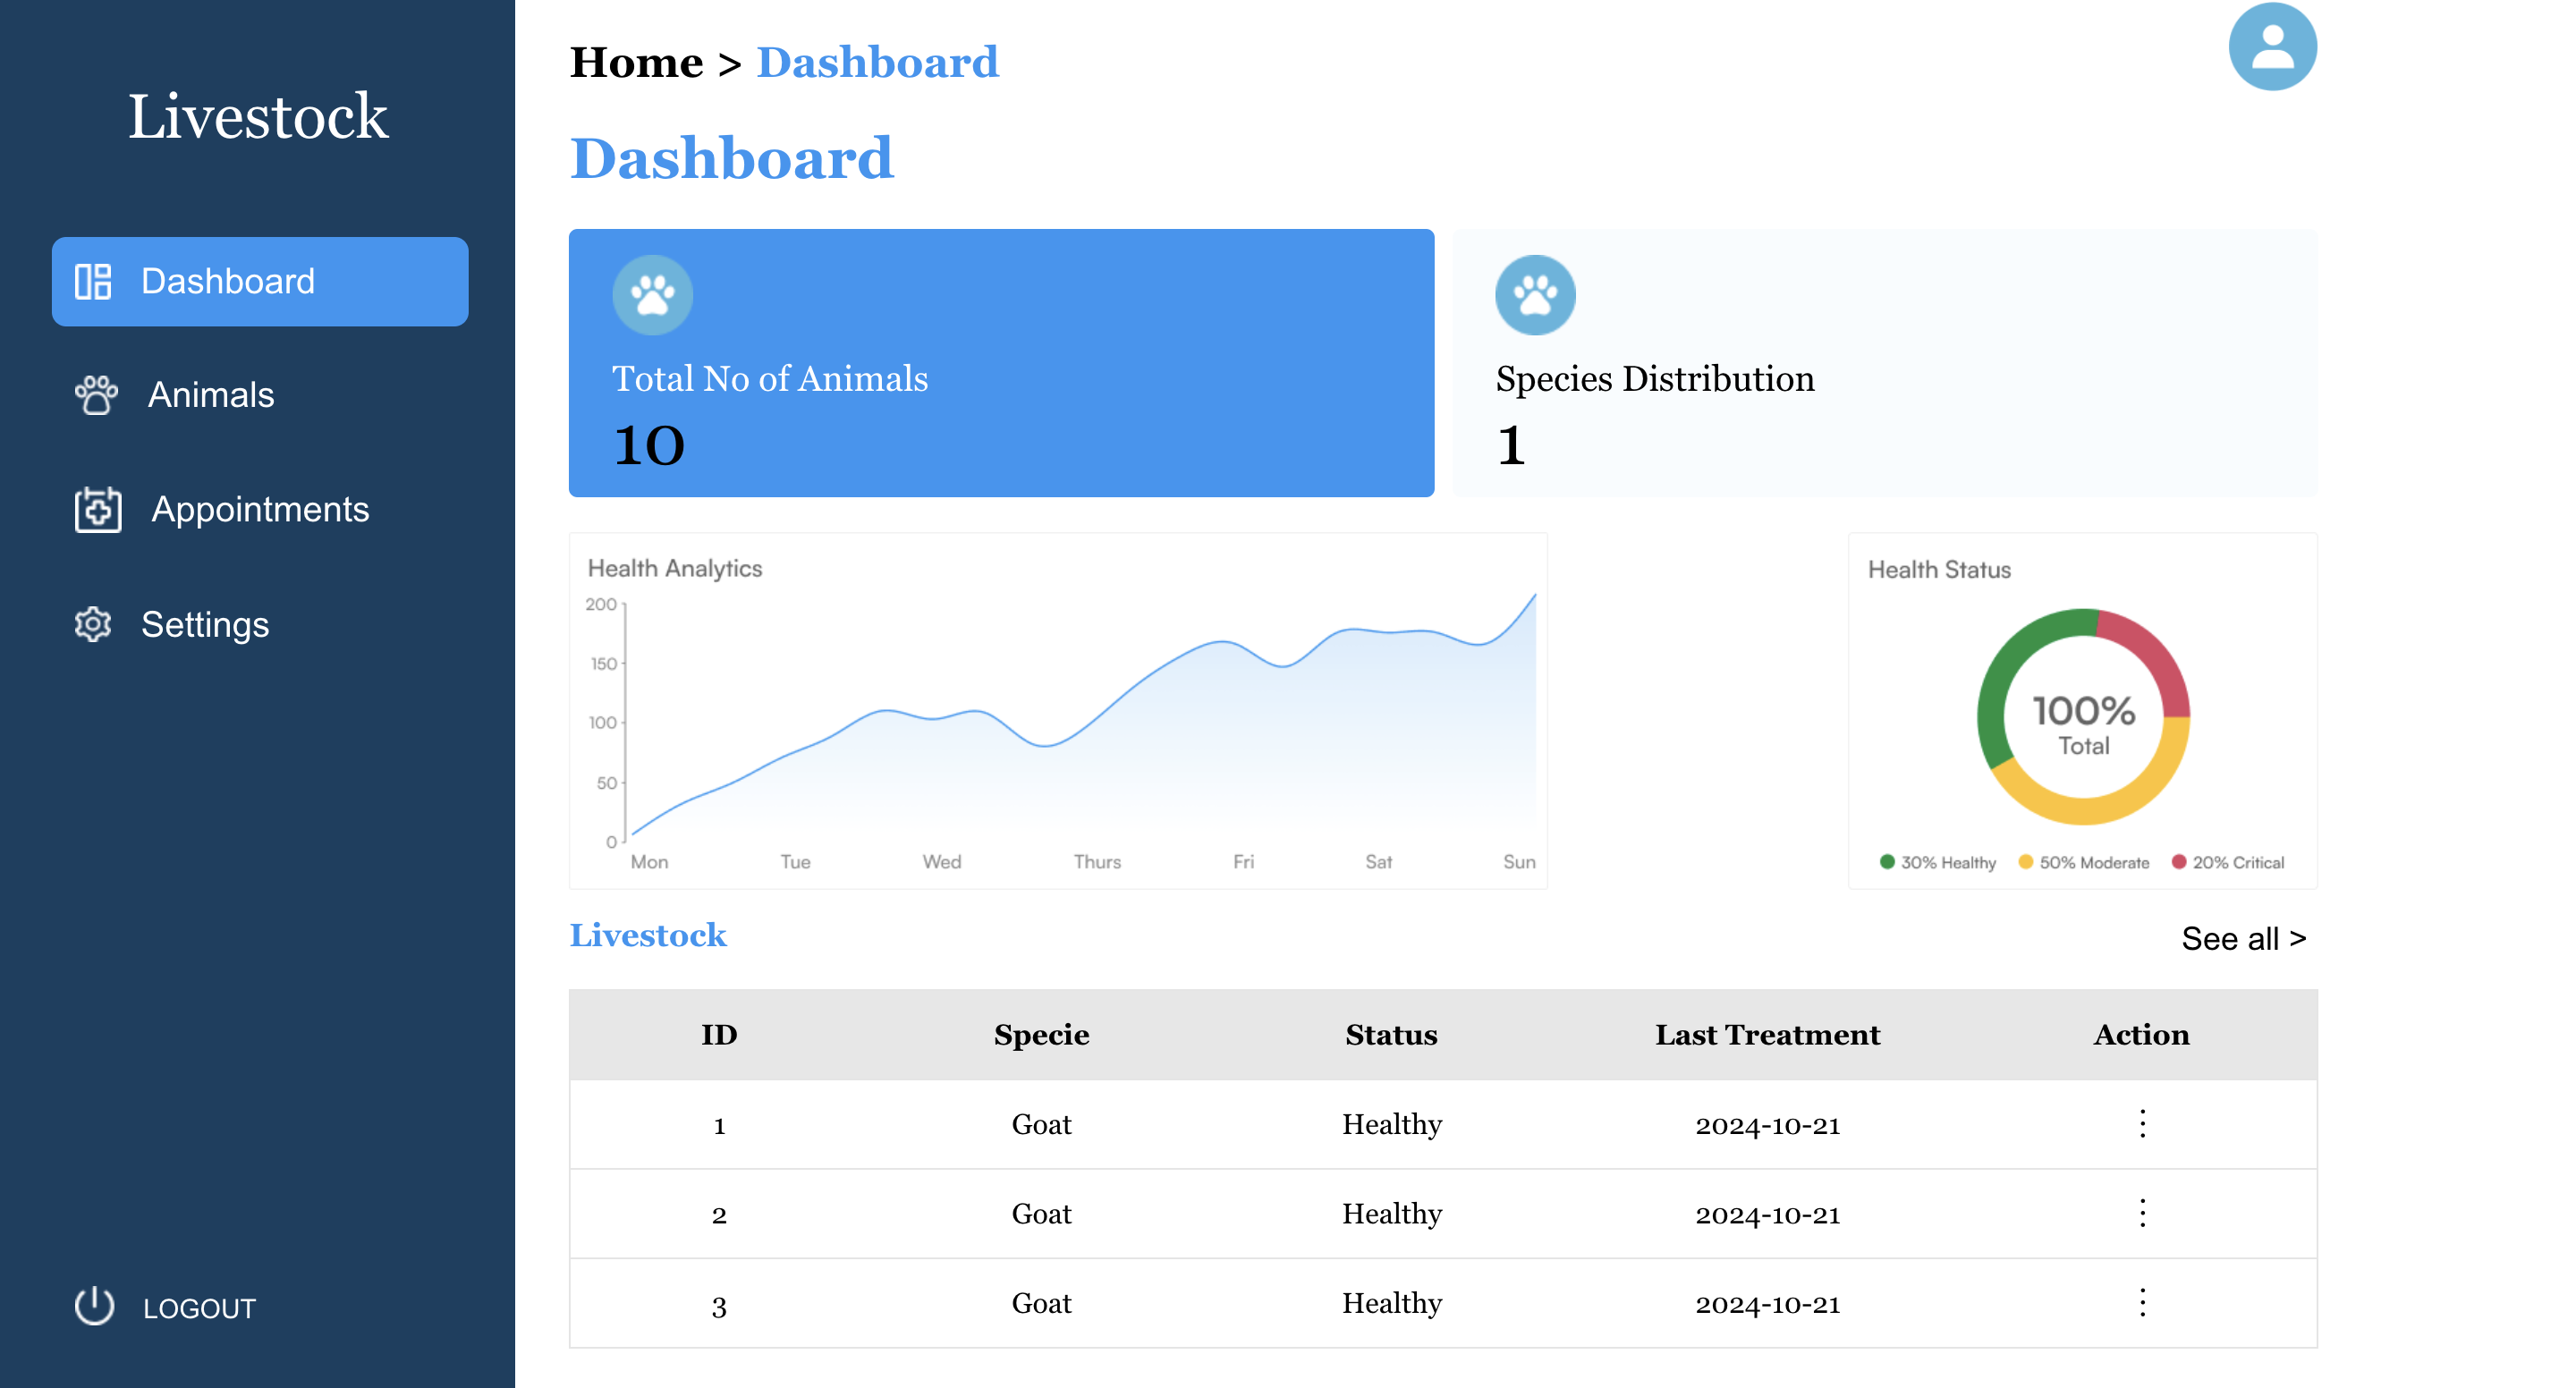 Livestock
Dashboard
Animals
Appointments
Settings
LOGOUT
Home > Dashboard
Dashboard
Total No of Animals
10
Species Distribution
1
Health Analytics
200
150
100
50
0
Mon Tue Wed Thurs Fri Sat Sun
Health Status
100%
Total
30% Healthy 50% Moderate 20% Critical
Livestock See all >
ID Specie Status Last Treatment Action
1 Goat Healthy 2024-10-21 ⋮
2 Goat Healthy 2024-10-21 ⋮
3 Goat Healthy 2024-10-21 ⋮